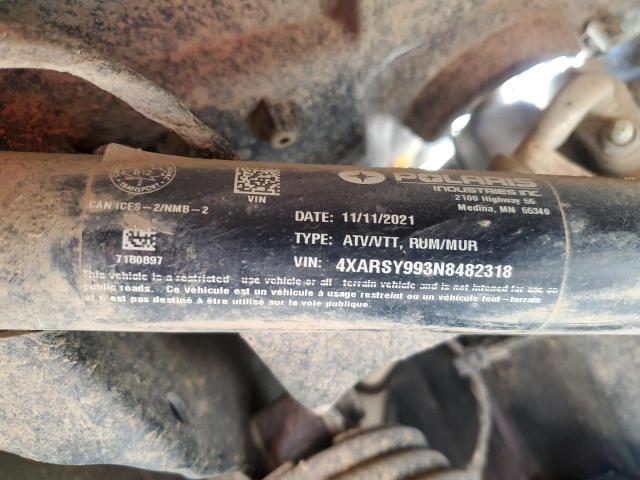 TRANSPORT
VIN
POLARIS
INDUSTRIES INC
2100 Highway 55
Medina, MN 55340
CAN ICES-2/NMB-2
DATE: 11/11/2021
TYPE: ATV/VTT, RUM/MUR
7180897
VIN: 4XARSY993N8482318
This vehicle is a restricted - use vehicle or all - terrain vehicle and is not intended for use on
public roads. Ce véhicule est un véhicule à usage restreint ou un véhicule tout-terrain
et n'est pas destiné à être utilisé sur la voie publique.